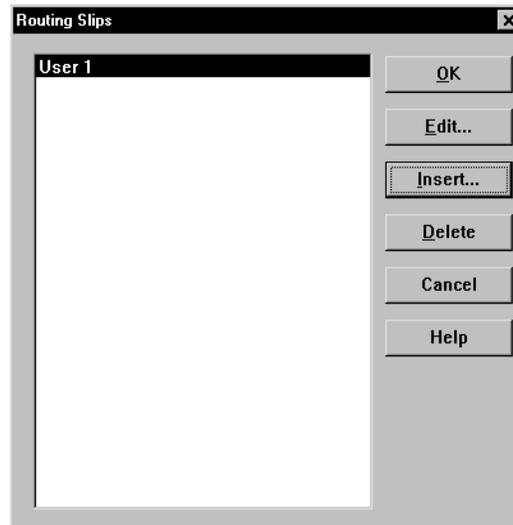 Routing Slips
User 1
OK
Edit...
Insert...
Delete
Cancel
Help